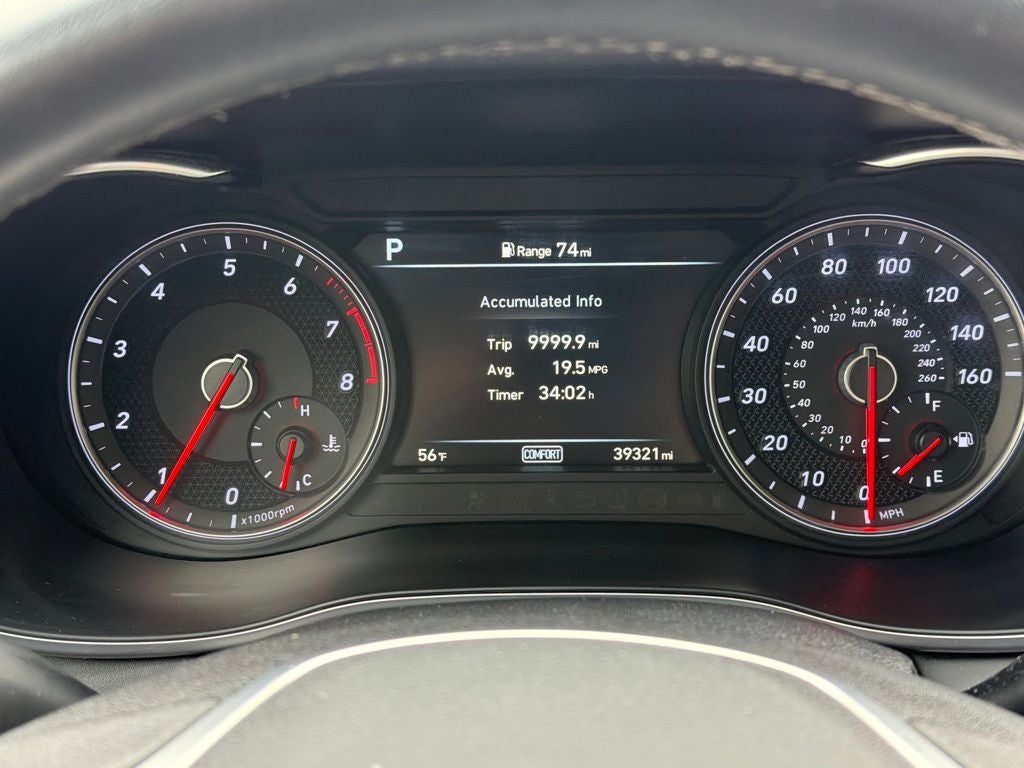 P
Range 74 mi
Accumulated Info
Trip 9999.9 mi
Avg. 19.5 MPG
Timer 34:02 h
56°F
COMFORT
39321 mi
0 1 2 3 4 5 6 7 8
x1000rpm
H
C
0 10 20 30 40 60 80 100 120 140 160
MPH
0 10 20 30 40 50 60 80 100 120 140 160 180 200 220 240 260
km/h
F
E